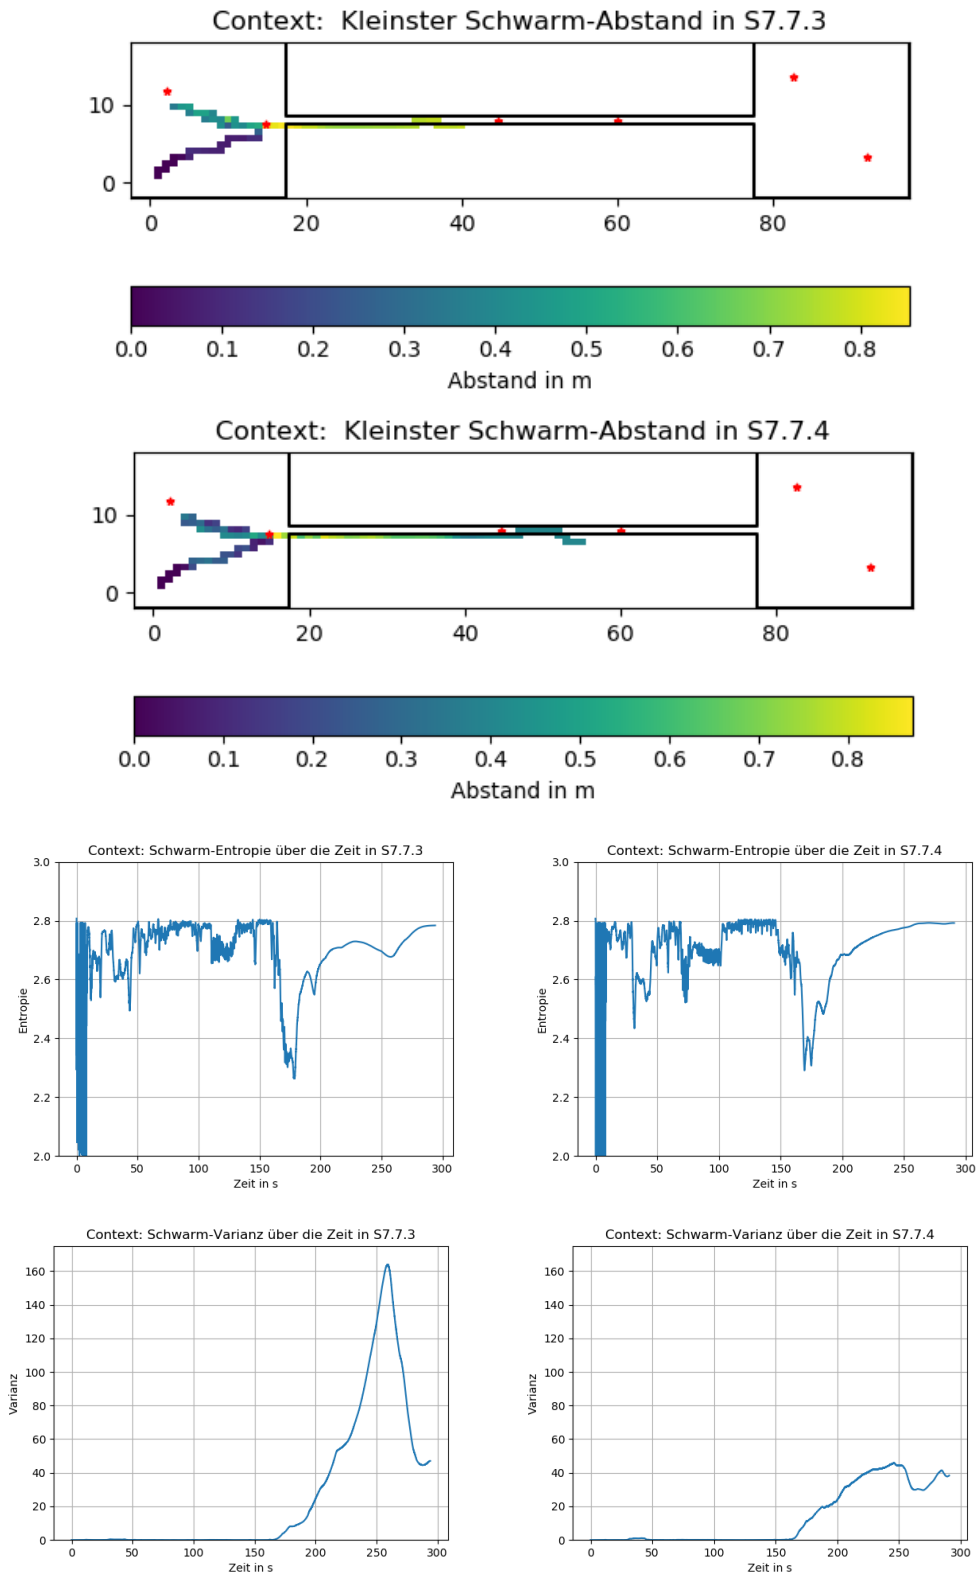 Context:  Kleinster Schwarm-Abstand in S7.7.3
10
0
0 20 40 60 80
0.0 0.1 0.2 0.3 0.4 0.5 0.6 0.7 0.8
Abstand in m
Context:  Kleinster Schwarm-Abstand in S7.7.4
10
0
0 20 40 60 80
0.0 0.1 0.2 0.3 0.4 0.5 0.6 0.7 0.8
Abstand in m
Context: Schwarm-Entropie über die Zeit in S7.7.3
3.0
2.8
2.6
2.4
2.2
2.0
Entropie
0 50 100 150 200 250 300
Zeit in s
Context: Schwarm-Entropie über die Zeit in S7.7.4
3.0
2.8
2.6
2.4
2.2
2.0
Entropie
0 50 100 150 200 250 300
Zeit in s
Context: Schwarm-Varianz über die Zeit in S7.7.3
160
140
120
100
80
60
40
20
0
Varianz
0 50 100 150 200 250 300
Zeit in s
Context: Schwarm-Varianz über die Zeit in S7.7.4
160
140
120
100
80
60
40
20
0
Varianz
0 50 100 150 200 250 300
Zeit in s